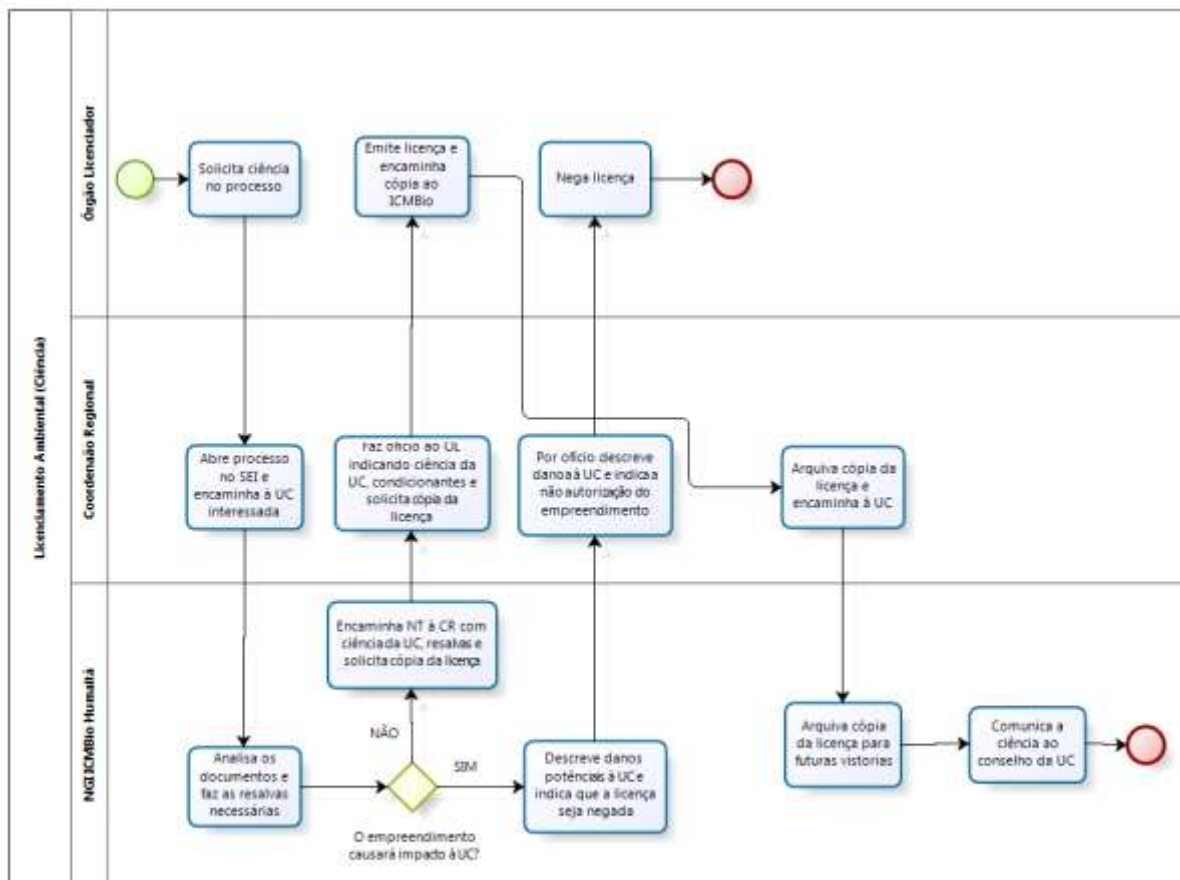 Licenciamento Ambiental (Ciência)
Órgão Licenciador
Solicita ciência
no processo
Emite licença e
encaminha
cópia ao
ICMBio
Nega licença
Coordenaão Regional
Abre processo
no SEI e
encaminha à UC
interessada
Faz ofício ao OL
indicando ciência da
UC, condicionantes e
solicita cópia da
licença
Por ofício descreve
dano à UC e indica a
não autorização do
empreendimento
Arquiva cópia da
licença e
encaminha à UC
NGI ICMBio Humaitá
Encaminha NT à CR com
ciência da UC, resalvas e
solicita cópia da licença
NÃO
Analisa os
documentos e
faz as resalvas
necessárias
SIM
O empreendimento
causará impado à UC?
Descreve danos
potênciais à UC e
indica que a licença
seja negada
Arquiva cópia
da licença para
futuras vistorias
Comunica a
ciência ao
conselho da UC